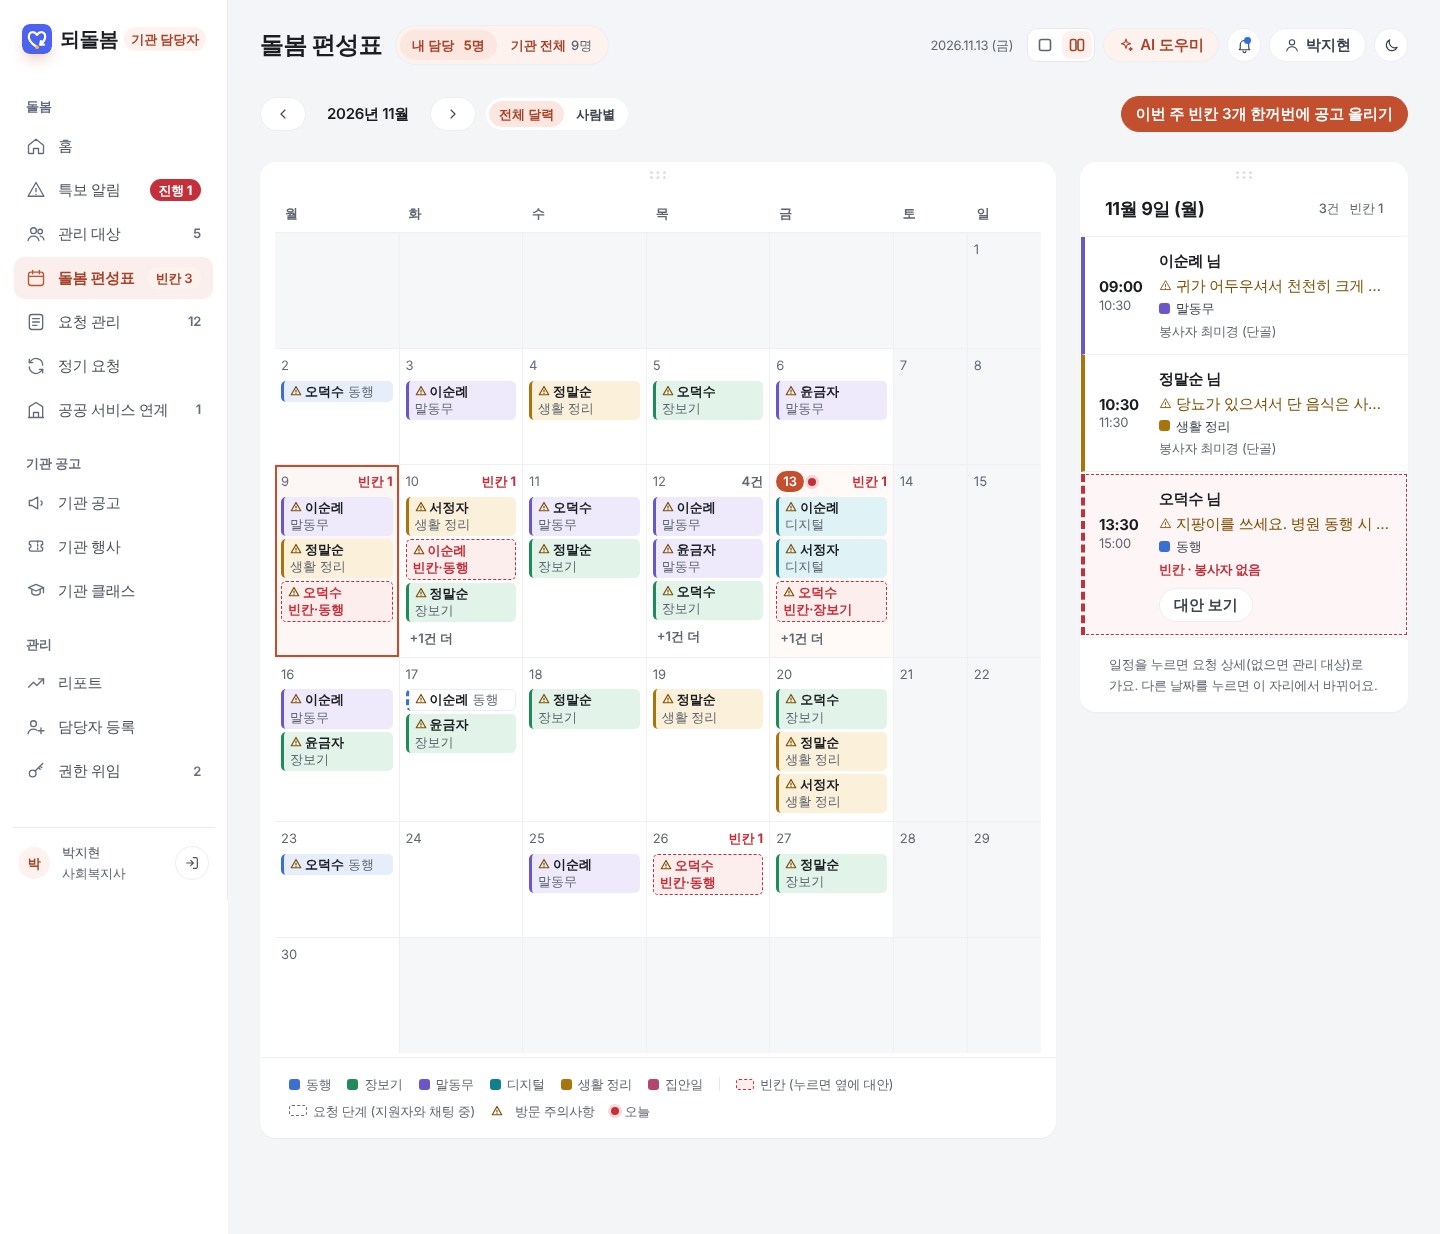 되돌봄 기관 담당자
돌봄
홈
특보 알림 진행 1
관리 대상 5
돌봄 편성표 빈칸 3
요청 관리 12
정기 요청
공공 서비스 연계 1
기관 공고
기관 공고
기관 행사
기관 클래스
관리
리포트
담당자 등록
권한 위임 2
박 박지현
사회복지사
돌봄 편성표 내 담당 5명 기관 전체 9명 2026.11.13 (금) AI 도우미 박지현
2026년 11월 전체 달력 사람별 이번 주 빈칸 3개 한꺼번에 공고 올리기
월 화 수 목 금 토 일
1
2 3 4 5 6 7 8
오덕수 동행 이순례 정말순 오덕수 윤금자
말동무 생활 정리 장보기 말동무
9 빈칸 1 10 빈칸 1 11 12 4건 13 빈칸 1 14 15
이순례 서정자 오덕수 이순례 이순례
말동무 생활 정리 말동무 말동무 디지털
정말순 이순례 정말순 윤금자 서정자
생활 정리 빈칸·동행 장보기 말동무 디지털
오덕수 정말순 오덕수 오덕수
빈칸·동행 장보기 장보기 빈칸·장보기
+1건 더 +1건 더 +1건 더
16 17 18 19 20 21 22
이순례 이순례 동행 정말순 정말순 오덕수
말동무 장보기 생활 정리 장보기
윤금자 윤금자 정말순
장보기 장보기 생활 정리
서정자
생활 정리
23 24 25 26 빈칸 1 27 28 29
오덕수 동행 이순례 오덕수 정말순
말동무 빈칸·동행 장보기
30
동행 장보기 말동무 디지털 생활 정리 집안일 빈칸 (누르면 옆에 대안)
요청 단계 (지원자와 채팅 중) 방문 주의사항 오늘
11월 9일 (월) 3건 빈칸 1
이순례 님
09:00 귀가 어두우셔서 천천히 크게 ...
10:30 말동무
봉사자 최미경 (단골)
정말순 님
10:30 당뇨가 있으셔서 단 음식은 사...
11:30 생활 정리
봉사자 최미경 (단골)
오덕수 님
13:30 지팡이를 쓰세요. 병원 동행 시 ...
15:00 동행
빈칸 · 봉사자 없음
대안 보기
일정을 누르면 요청 상세(없으면 관리 대상)로
가요. 다른 날짜를 누르면 이 자리에서 바뀌어요.